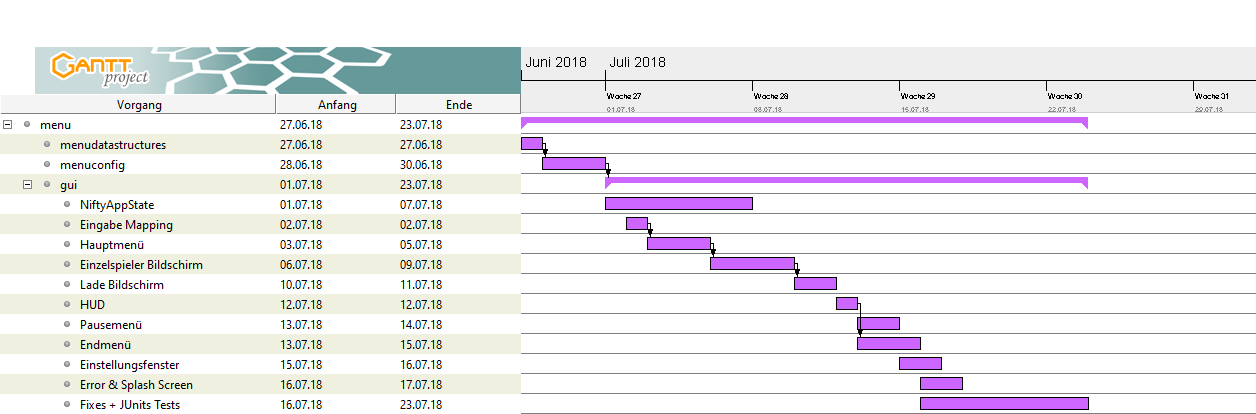 GANTT
project
Juni 2018 Juli 2018
Woche 27 Woche 28 Woche 29 Woche 30 Woche 31
01.07.18 08.07.18 15.07.18 22.07.18 29.07.18
Vorgang Anfang Ende
menu 27.06.18 23.07.18
menudatastructures 27.06.18 27.06.18
menuconfig 28.06.18 30.06.18
gui 01.07.18 23.07.18
NiftyAppState 01.07.18 07.07.18
Eingabe Mapping 02.07.18 02.07.18
Hauptmenü 03.07.18 05.07.18
Einzelspieler Bildschirm 06.07.18 09.07.18
Lade Bildschirm 10.07.18 11.07.18
HUD 12.07.18 12.07.18
Pausemenü 13.07.18 14.07.18
Endmenü 13.07.18 15.07.18
Einstellungsfenster 15.07.18 16.07.18
Error & Splash Screen 16.07.18 17.07.18
Fixes + JUnits Tests 16.07.18 23.07.18